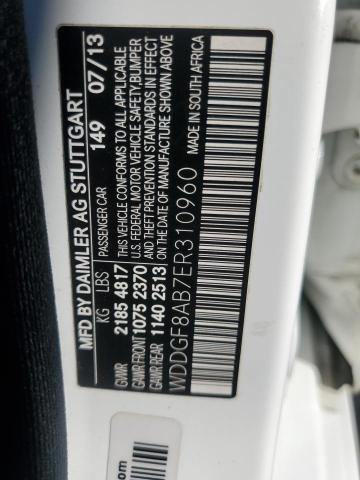 MFD BY DAIMLER AG STUTTGART
149 07/13
KG LBS PASSENGER CAR
GVWR 2185 4817 THIS VEHICLE CONFORMS TO ALL APPLICABLE
GAWR FRONT 1075 2370 U.S. FEDERAL MOTOR VEHICLE SAFETY, BUMPER
GAWR REAR 1140 2513 AND THEFT PREVENTION STANDARDS IN EFFECT
ON THE DATE OF MANUFACTURE SHOWN ABOVE
WDDGF8AB7ER310960 MADE IN SOUTH AFRICA
om